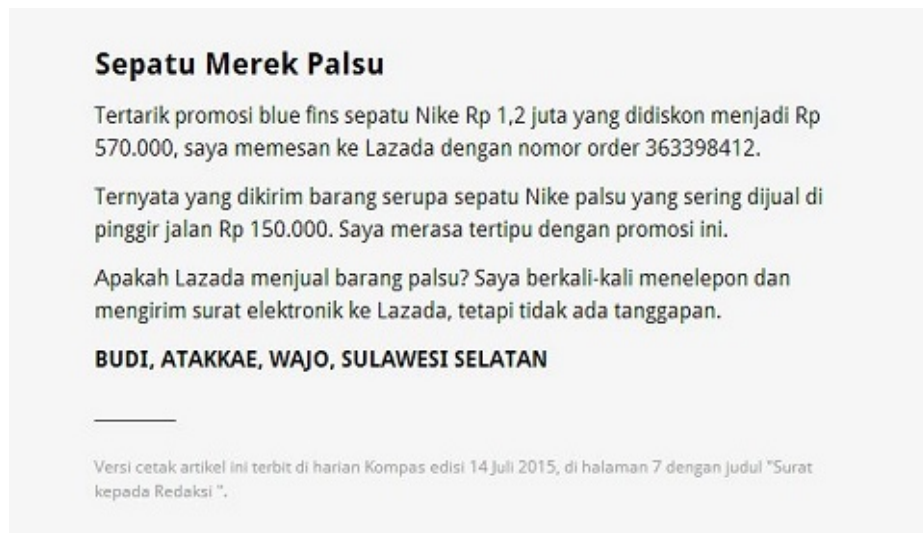 Sepatu Merek Palsu
Tertarik promosi blue fins sepatu Nike Rp 1,2 juta yang didiskon menjadi Rp
570.000, saya memesan ke Lazada dengan nomor order 363398412.
Ternyata yang dikirim barang serupa sepatu Nike palsu yang sering dijual di
pinggir jalan Rp 150.000. Saya merasa tertipu dengan promosi ini.
Apakah Lazada menjual barang palsu? Saya berkali-kali menelepon dan
mengirim surat elektronik ke Lazada, tetapi tidak ada tanggapan.
BUDI, ATAKKAE, WAJO, SULAWESI SELATAN
Versi cetak artikel ini terbit di harian Kompas edisi 14 Juli 2015, di halaman 7 dengan judul "Surat
kepada Redaksi ".